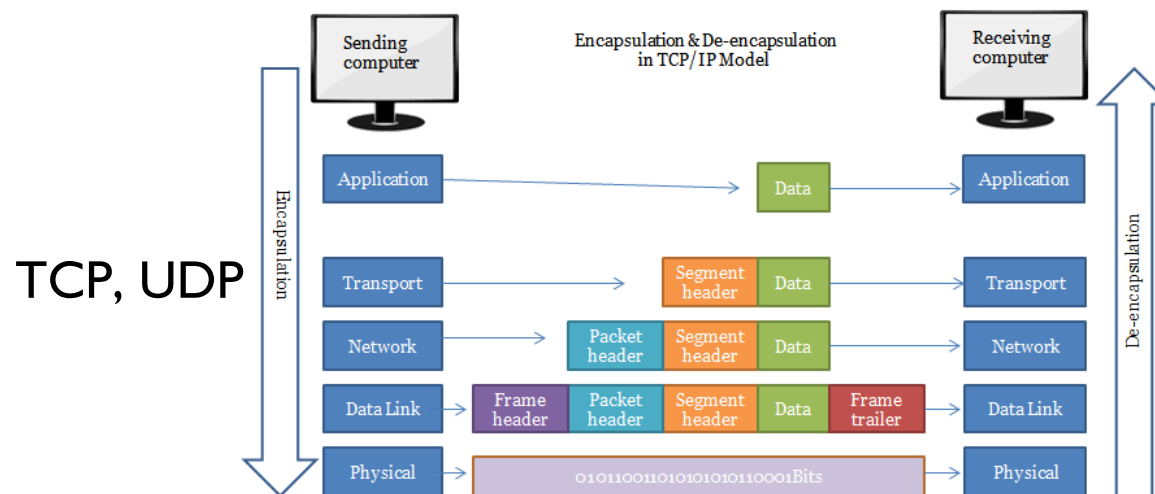 Sending
computer
Encapsulation & De-encapsulation
in TCP/IP Model
Receiving
computer
Encapsulation
De-encapsulation
Application
Data
Application
TCP, UDP
Transport
Segment
header
Data
Transport
Network
Packet
header
Segment
header
Data
Network
Data Link
Frame
header
Packet
header
Segment
header
Data
Frame
trailer
Data Link
Physical
0101100110101010110001Bits
Physical